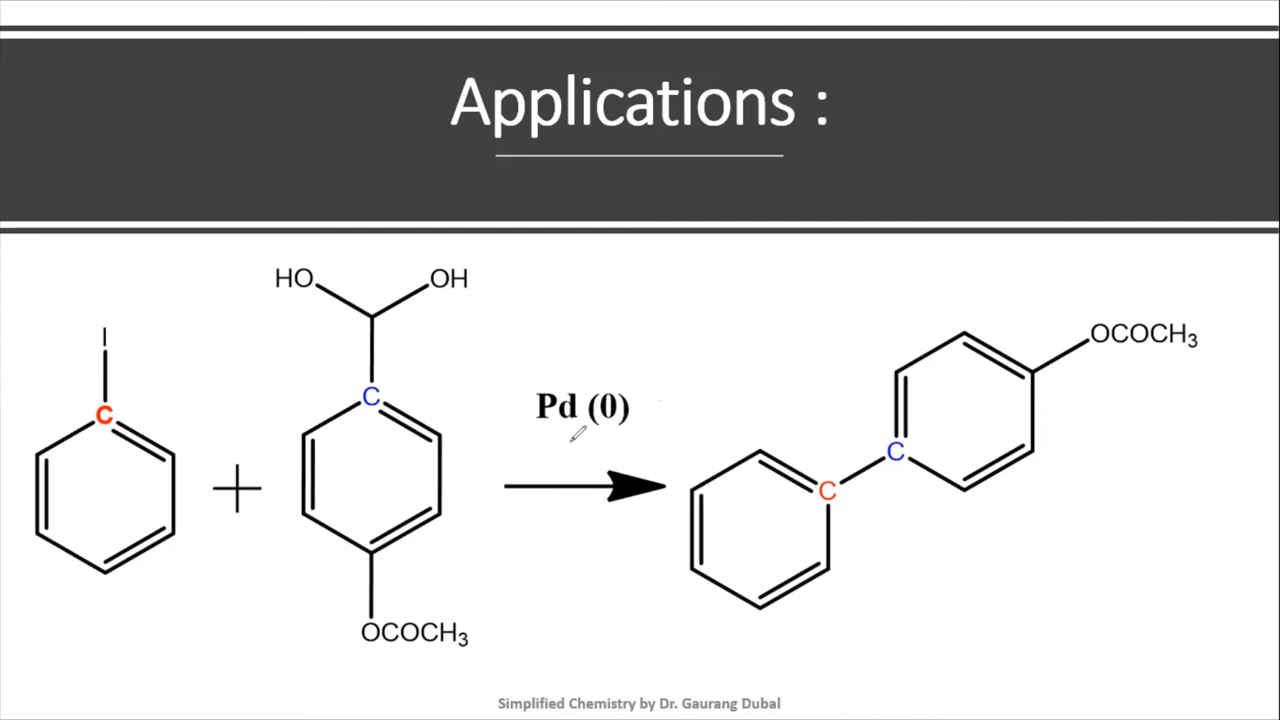 Applications :
HO
OH
I
C
C
OCOCH₃
Pd (0)
OCOCH₃
C
C
Simplified Chemistry by Dr. Gaurang Dubal